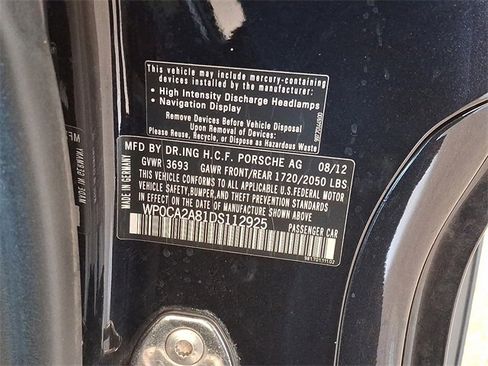 This vehicle may include mercury-containing
devices installed by the manufacturer:
• High Intensity Discharge Headlamps
• Navigation Display
Remove Devices Before Vehicle Disposal
Upon Removal of Devices
Please Reuse, Recycle, or Dispose as Hazardous Waste
MFD BY DR.ING H.C.F. PORSCHE AG 08/12
GVWR 3693 GAWR FRONT/REAR 1720/2050 LBS
THIS VEHICLE CONFORMS TO ALL APPLICABLE U.S. FEDERAL MOTOR
VEHICLE SAFETY, BUMPER, AND THEFT PREVENTION STANDARDS
IN EFFECT ON THE DATE OF MANUFACTURE SHOWN ABOVE
WP0CA2A81DS112925
PASSENGER CAR
MADE IN GERMANY